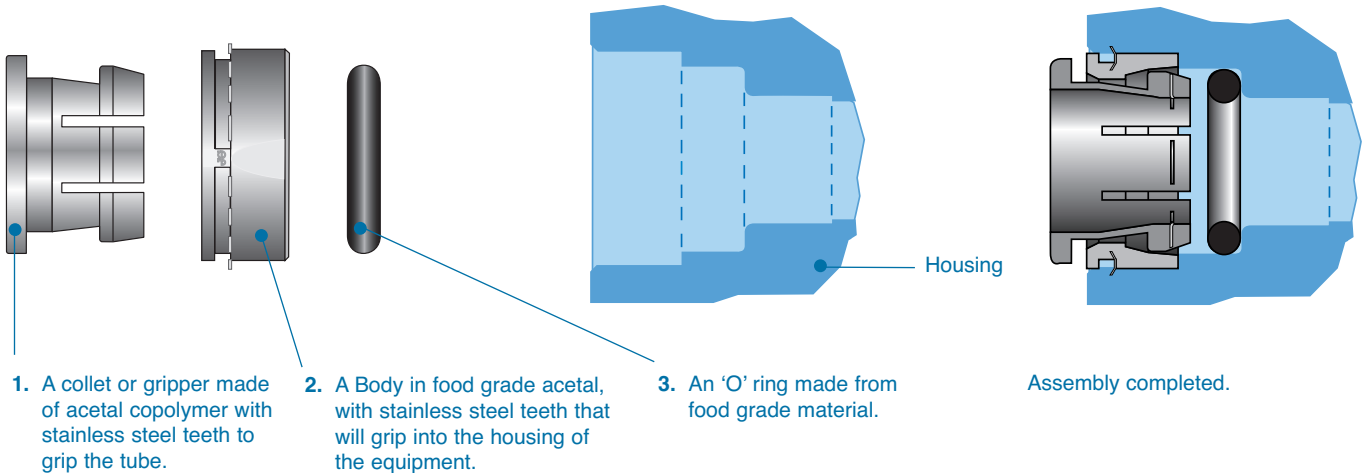 Housing
1. A collet or gripper made
of acetal copolymer with
stainless steel teeth to
grip the tube.
2. A Body in food grade acetal,
with stainless steel teeth that
will grip into the housing of
the equipment.
3. An ‘O’ ring made from
food grade material.
Assembly completed.